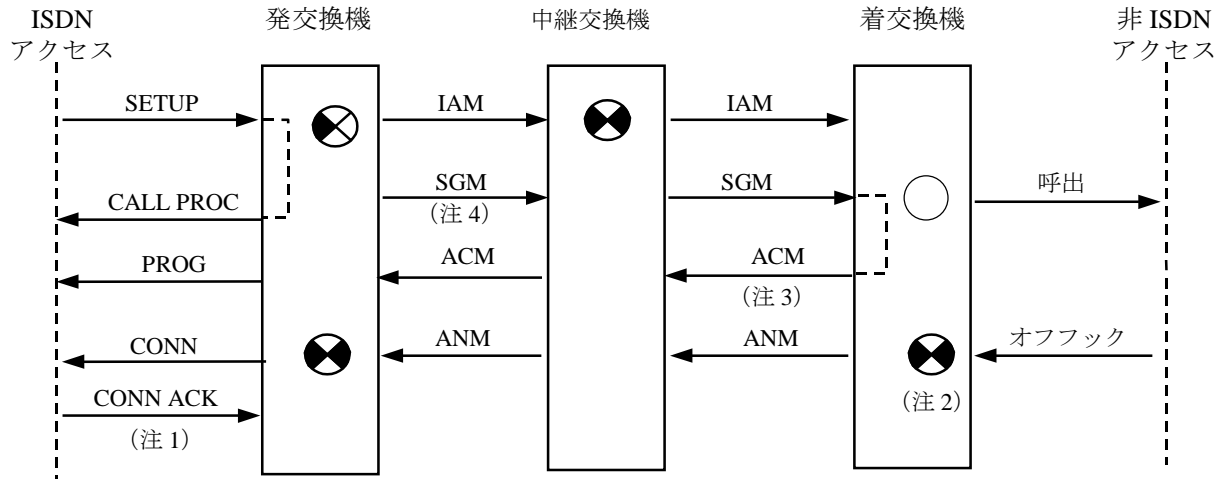 ISDN
アクセス
発交換機
中継交換機
着交換機
非 ISDN
アクセス
SETUP
IAM
IAM
CALL PROC
SGM
(注 4)
SGM
呼出
PROG
ACM
ACM
(注 3)
CONN
ANM
ANM
オフフック
CONN ACK
(注 1)
(注 2)